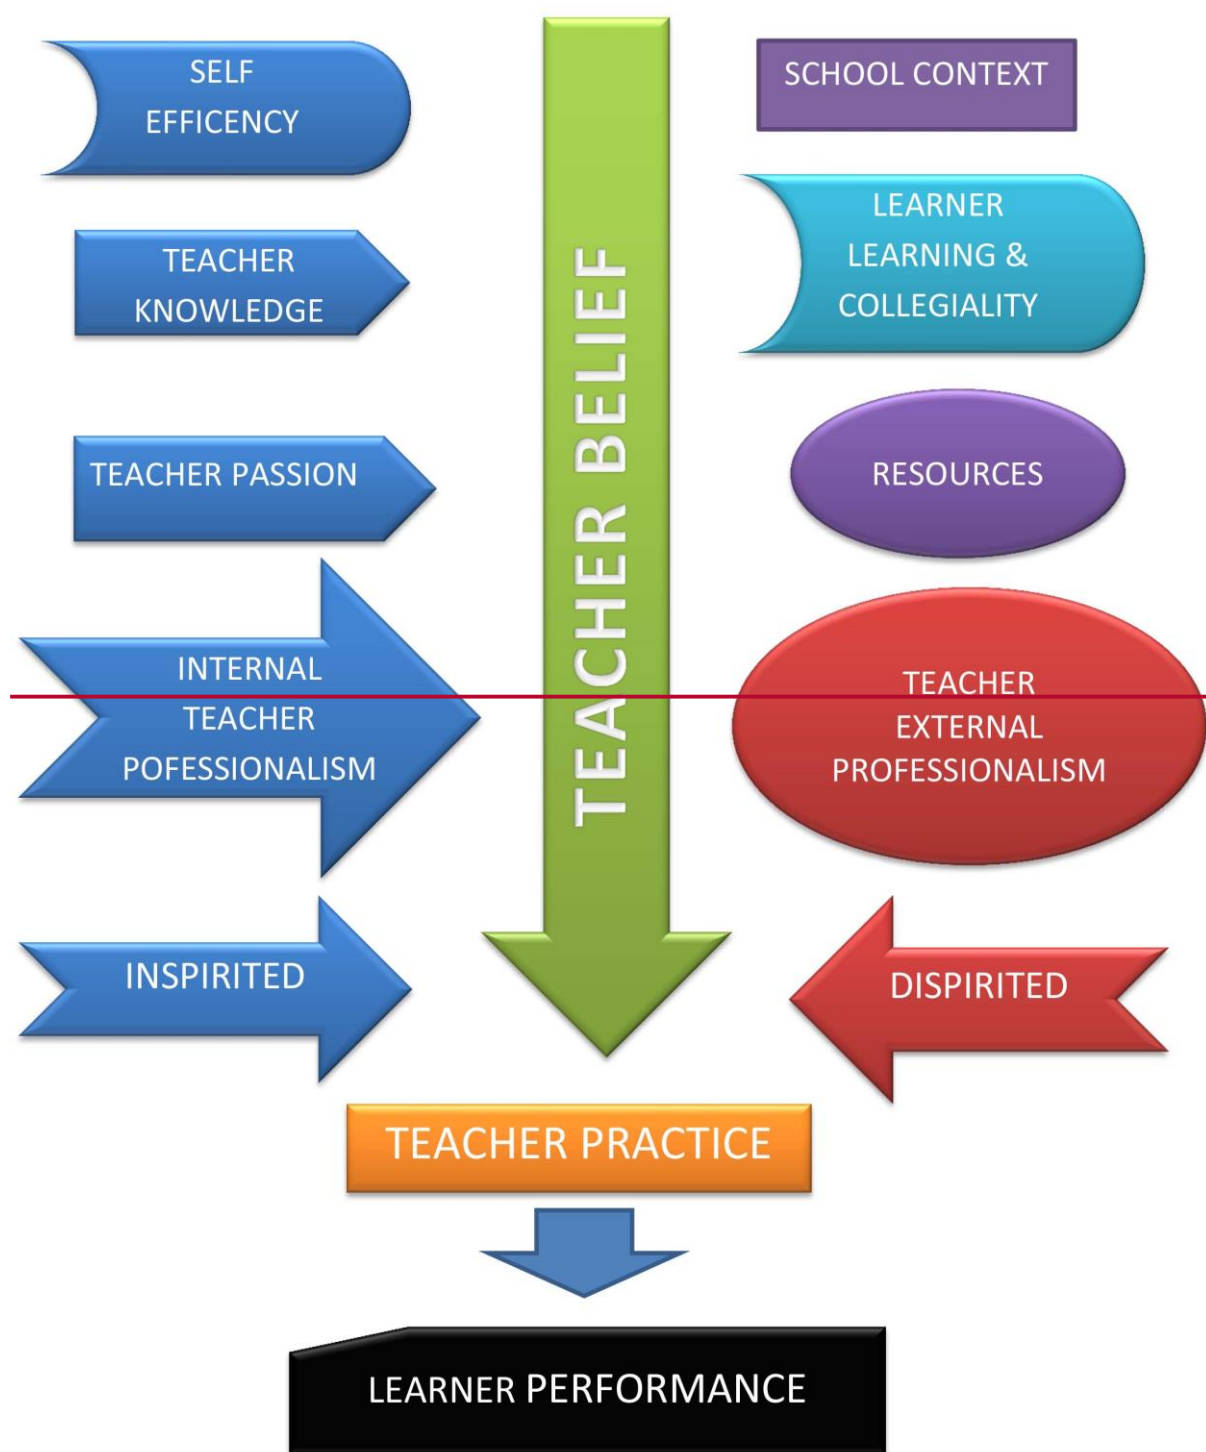 SELF
EFFICENCY
TEACHER
KNOWLEDGE
TEACHER PASSION
INTERNAL
TEACHER
POFESSIONALISM
INSPIRITED
TEACHER BELIEF
SCHOOL CONTEXT
LEARNER
LEARNING &
COLLEGIALITY
RESOURCES
TEACHER
EXTERNAL
PROFESSIONALISM
DISPIRITED
TEACHER PRACTICE
LEARNER PERFORMANCE